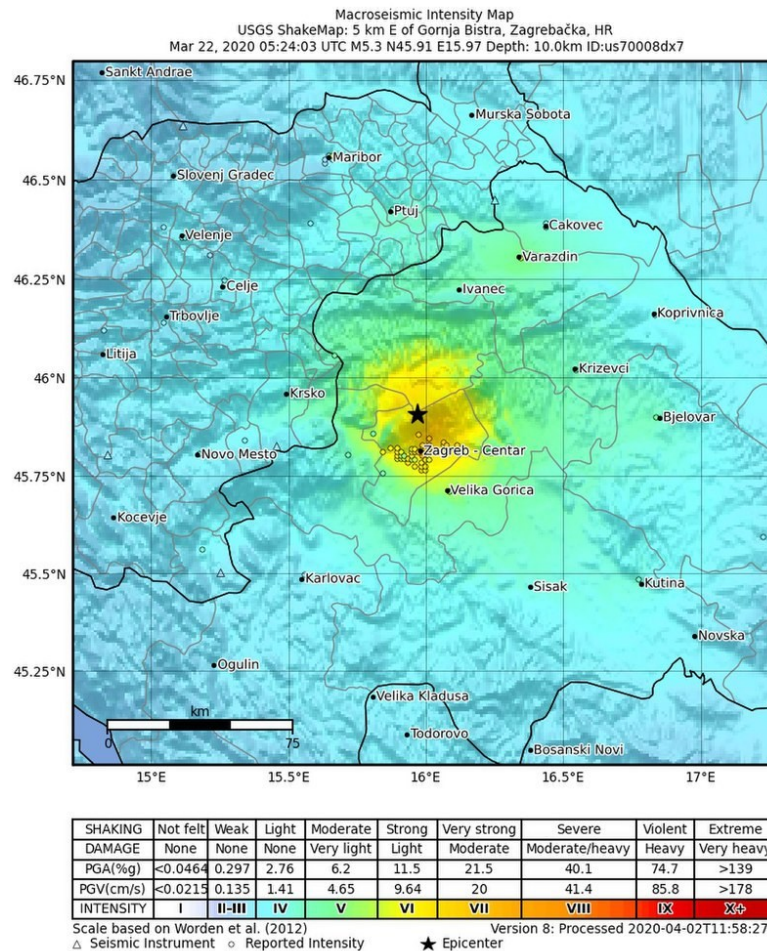 Macroseismic Intensity Map
USGS ShakeMap: 5 km E of Gornja Bistra, Zagrebačka, HR
Mar 22, 2020 05:24:03 UTC M5.3 N45.91 E15.97 Depth: 10.0km ID:us70008dx7
46.75°N
Sankt Andrae
Murska Sobota
Maribor
46.5°N
Slovenj Gradec
Ptuj
Cakovec
Velenje
Varazdin
46.25°N
Celje
Ivanec
Trbovlje
Koprivnica
Litija
46°N
Krizevci
Krsko
Bjelovar
Zagreb - Centar
Novo Mesto
45.75°N
Velika Gorica
Kocevje
45.5°N
Karlovac
Sisak
Kutina
Novska
45.25°N
Ogulin
Velika Kladusa
km
0 75
Todorovo
Bosanski Novi
15°E 15.5°E 16°E 16.5°E 17°E
SHAKING Not felt Weak Light Moderate Strong Very strong Severe Violent Extreme
DAMAGE None None None Very light Light Moderate Moderate/heavy Heavy Very heavy
PGA(%g) <0.0464 0.297 2.76 6.2 11.5 21.5 40.1 74.7 >139
PGV(cm/s) <0.0215 0.135 1.41 4.65 9.64 20 41.4 85.8 >178
INTENSITY I II-III IV V VI VII VIII IX X+
Scale based on Worden et al. (2012) Version 8: Processed 2020-04-02T11:58:27
Seismic Instrument Reported Intensity Epicenter